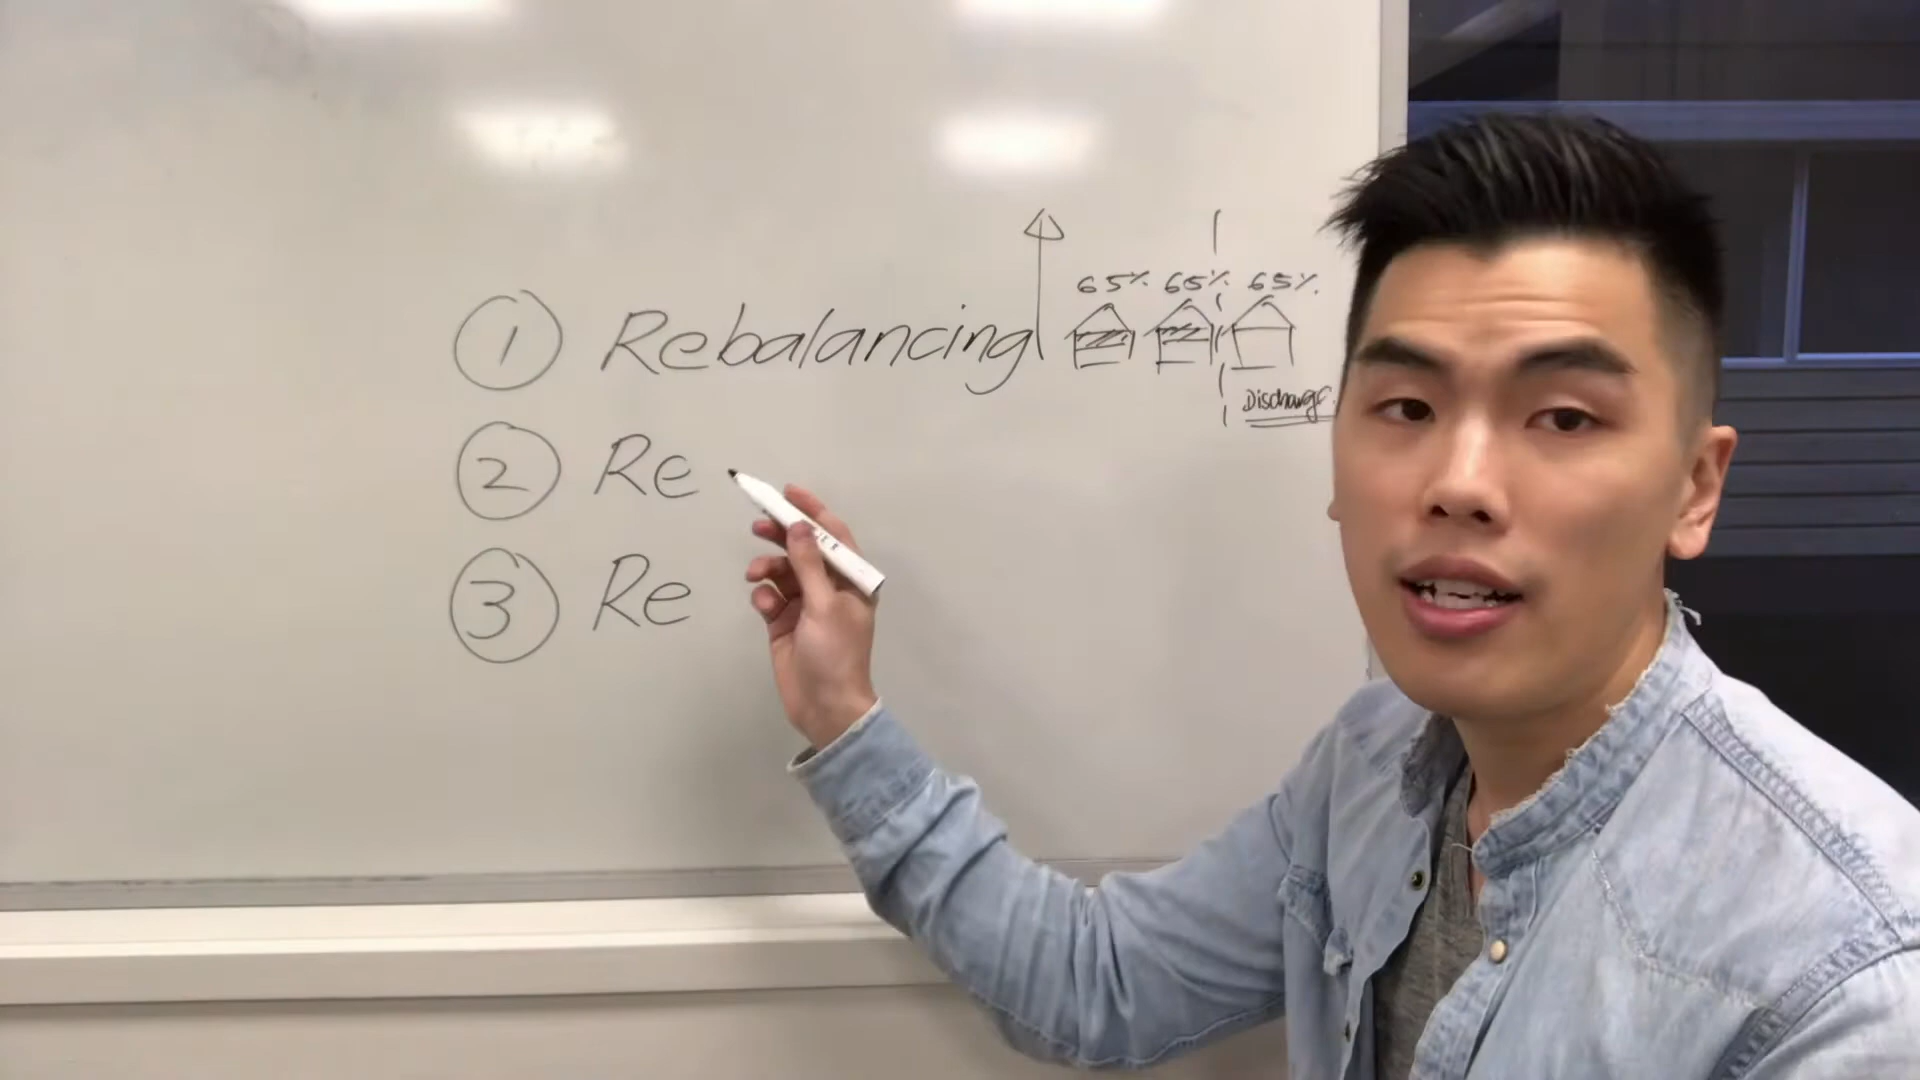 ① Rebalancing
65% 65% 65%
Discharge.
② Re
③ Re